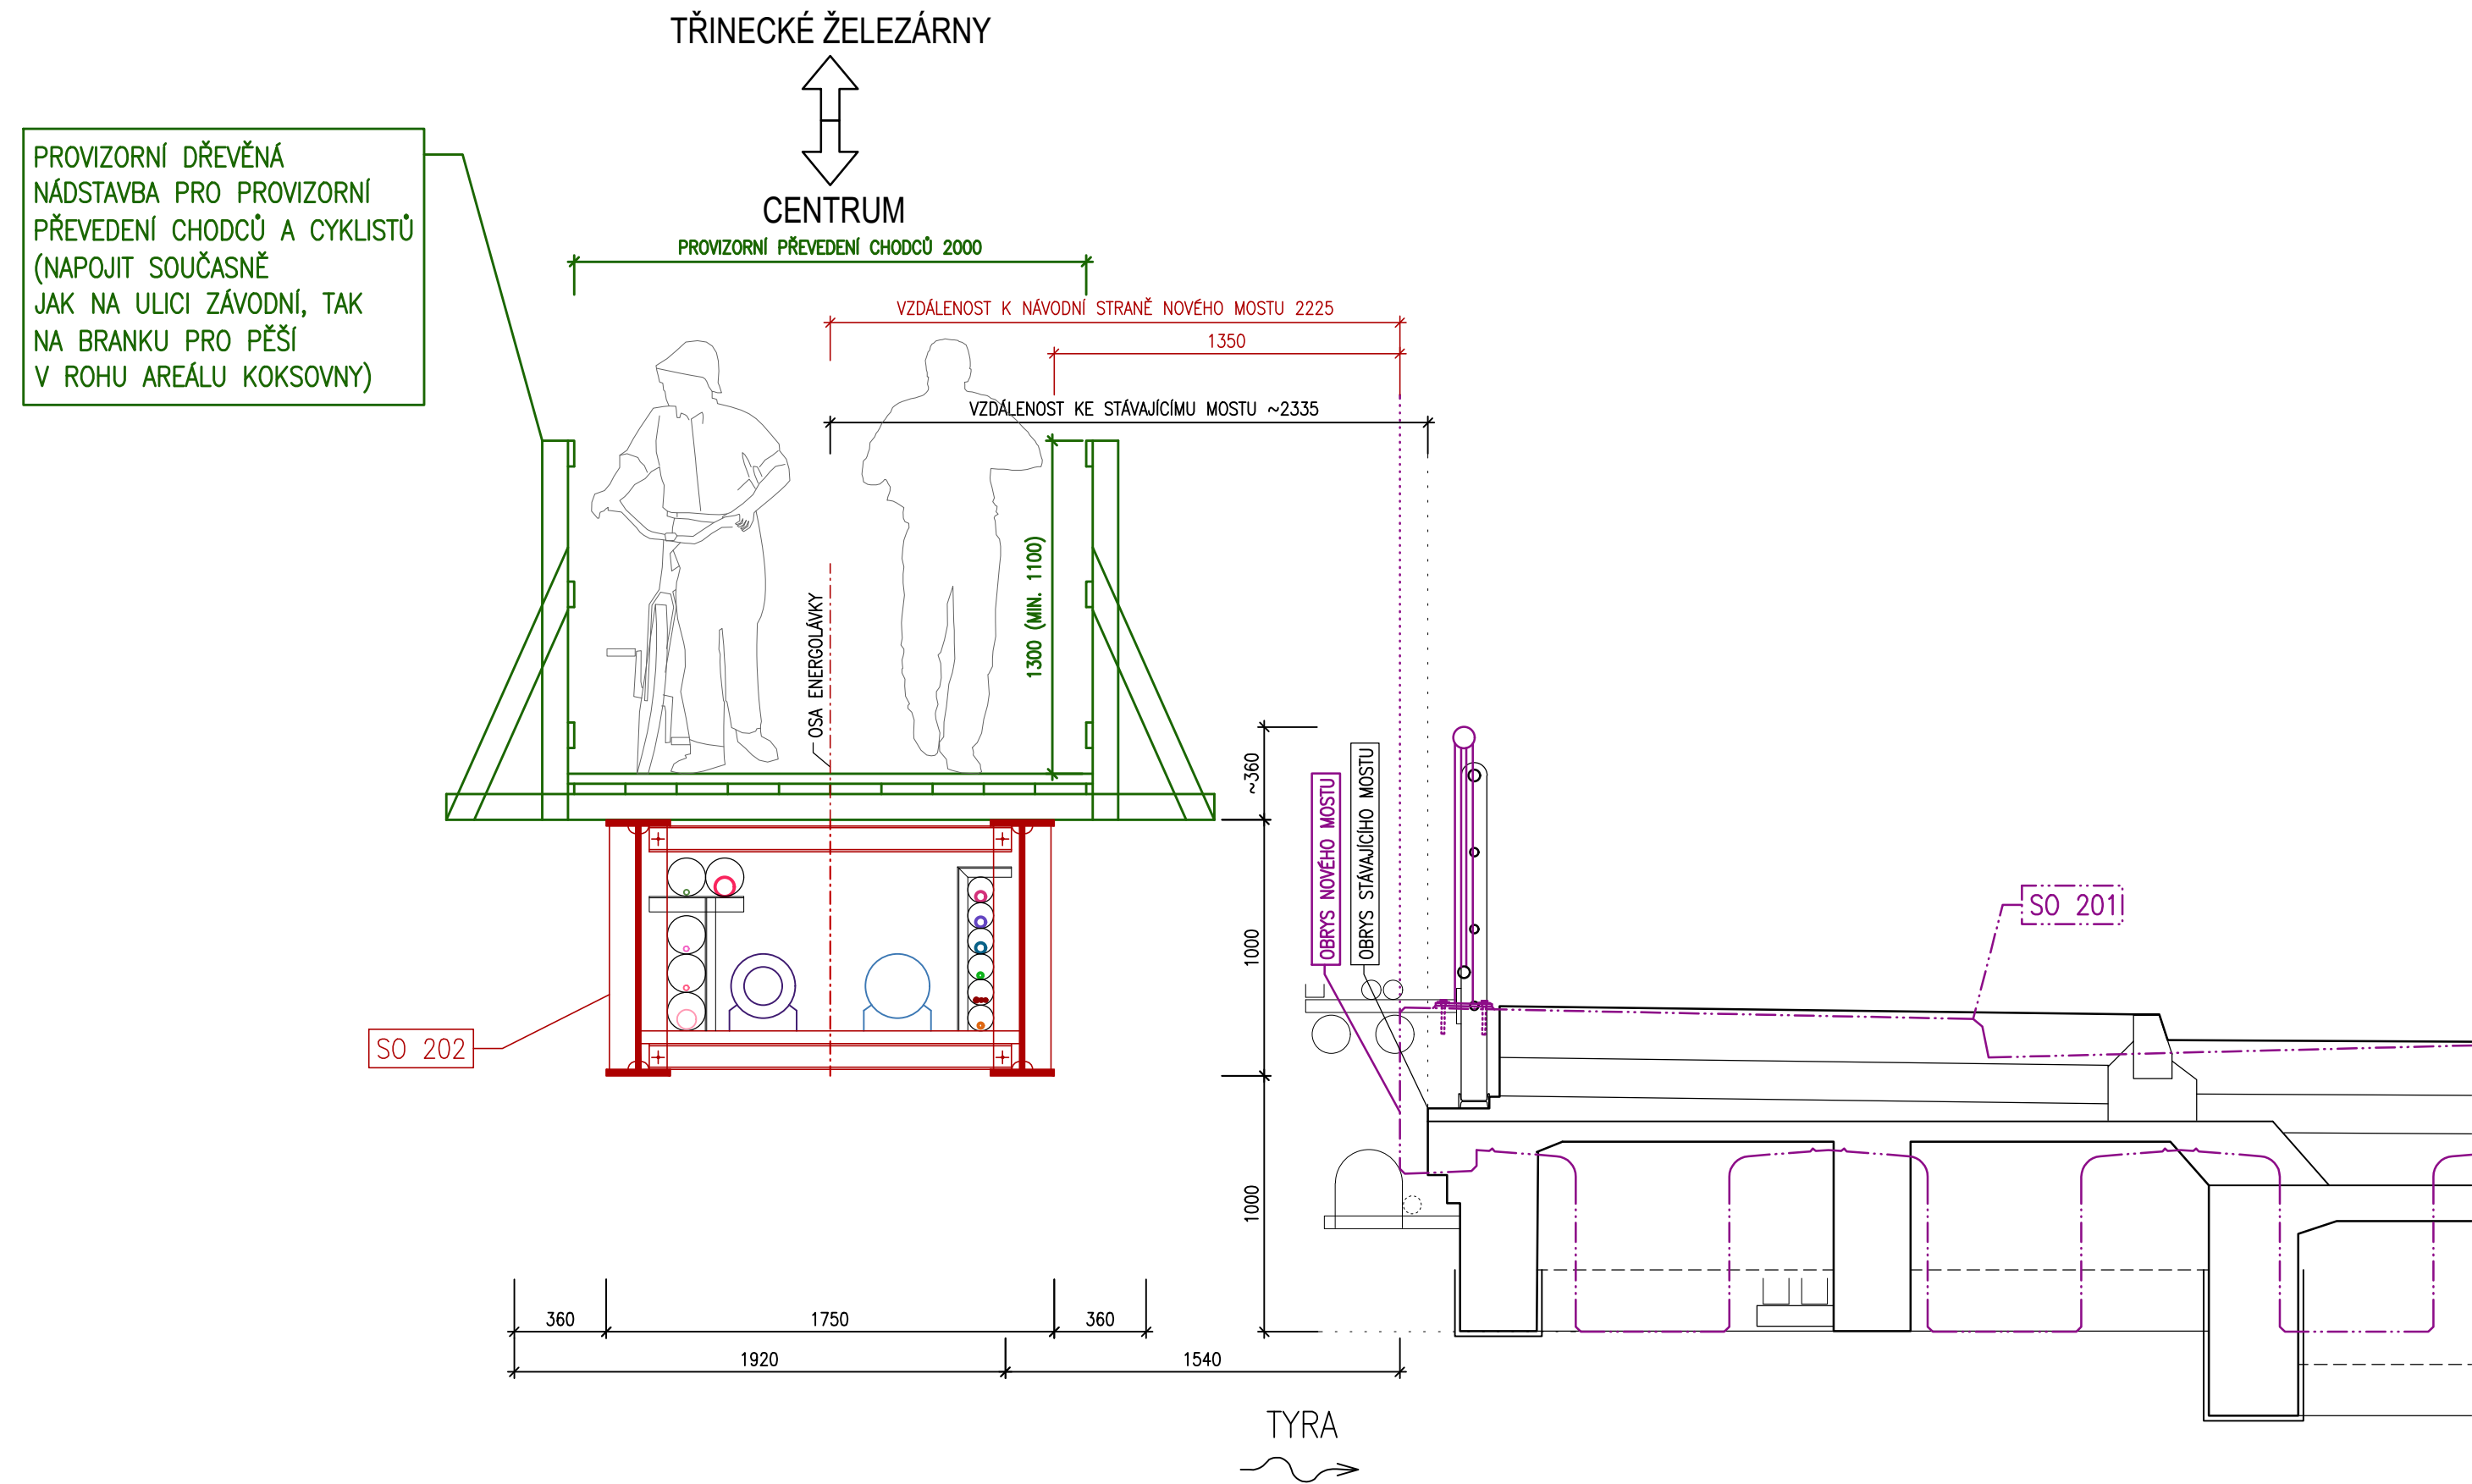 TŘINECKÉ ŽELEZÁRNY
CENTRUM
PROVIZORNÍ DŘEVĚNÁ
NÁDSTAVBA PRO PROVIZORNÍ
PŘEVEDENÍ CHODCŮ A CYKLISTŮ
(NAPOJIT SOUČASNĚ
JAK NA ULICI ZÁVODNÍ, TAK
NA BRANKU PRO PĚŠÍ
V ROHU AREÁLU KOKSOVNY)
PROVIZORNÍ PŘEVEDENÍ CHODCŮ 2000
VZDÁLENOST K NÁVODNÍ STRANĚ NOVÉHO MOSTU 2225
1350
VZDÁLENOST KE STÁVAJÍCÍMU MOSTU ~2335
1300 (MIN. 1100)
OSA ENERGOLÁVKY
~360
1000
1000
OBRYS NOVÉHO MOSTU
OBRYS STÁVAJÍCÍHO MOSTU
SO 201
SO 202
360
1750
360
1920
1540
TYRA